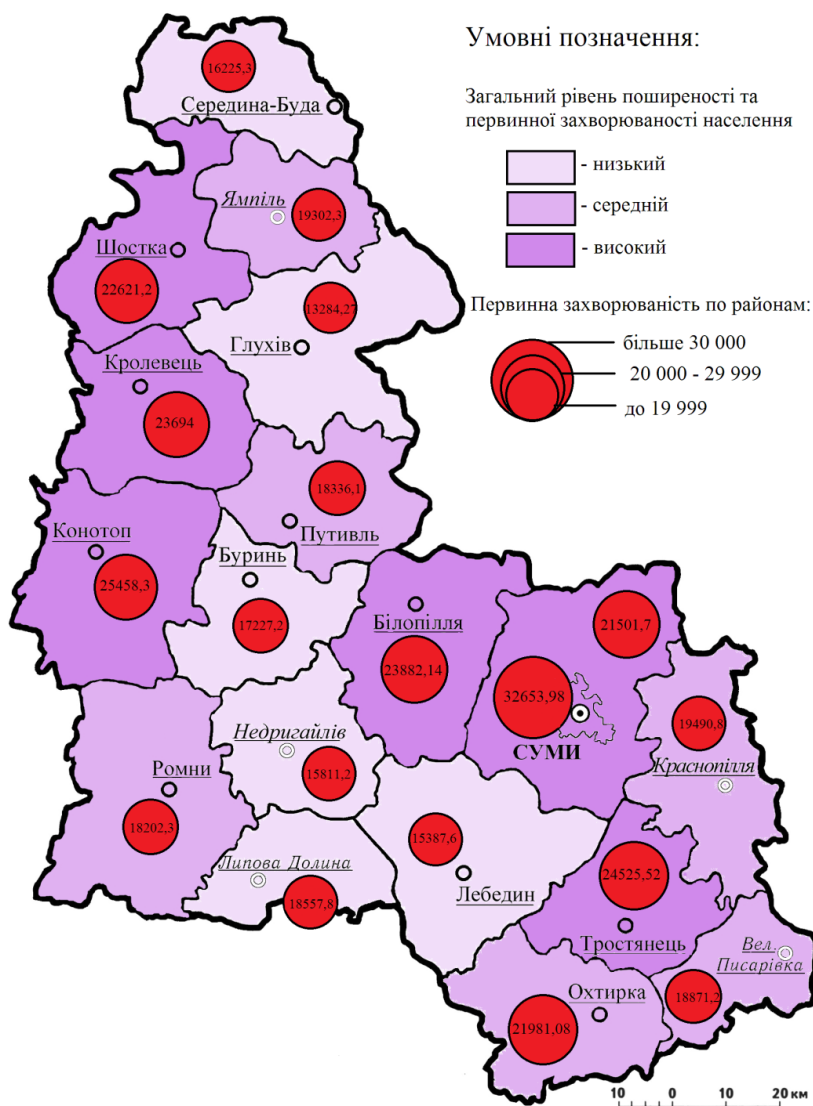 Умовні позначення:
Загальний рівень поширеності та
первинної захворюваності населення
- низький
- середній
- високий
Первинна захворюваність по районам:
більше 30 000
20 000 - 29 999
до 19 999
16225,3
Середина-Буда
Ямпіль
19302,3
Шостка
22621,2
13284,27
Глухів
Кролевець
23694
18336,1
Путивль
Конотоп
25458,3
Буринь
17227,2
Білопілля
23882,14
21501,7
32653,98
СУМИ
19490,8
Краснопілля
Недригайлів
15811,2
Ромни
18202,3
Липова Долина
18557,8
15387,6
Лебедин
24525,52
Тростянець
Вел.
Писарівка
18871,2
Охтирка
21981,08
10 0 10 20 км